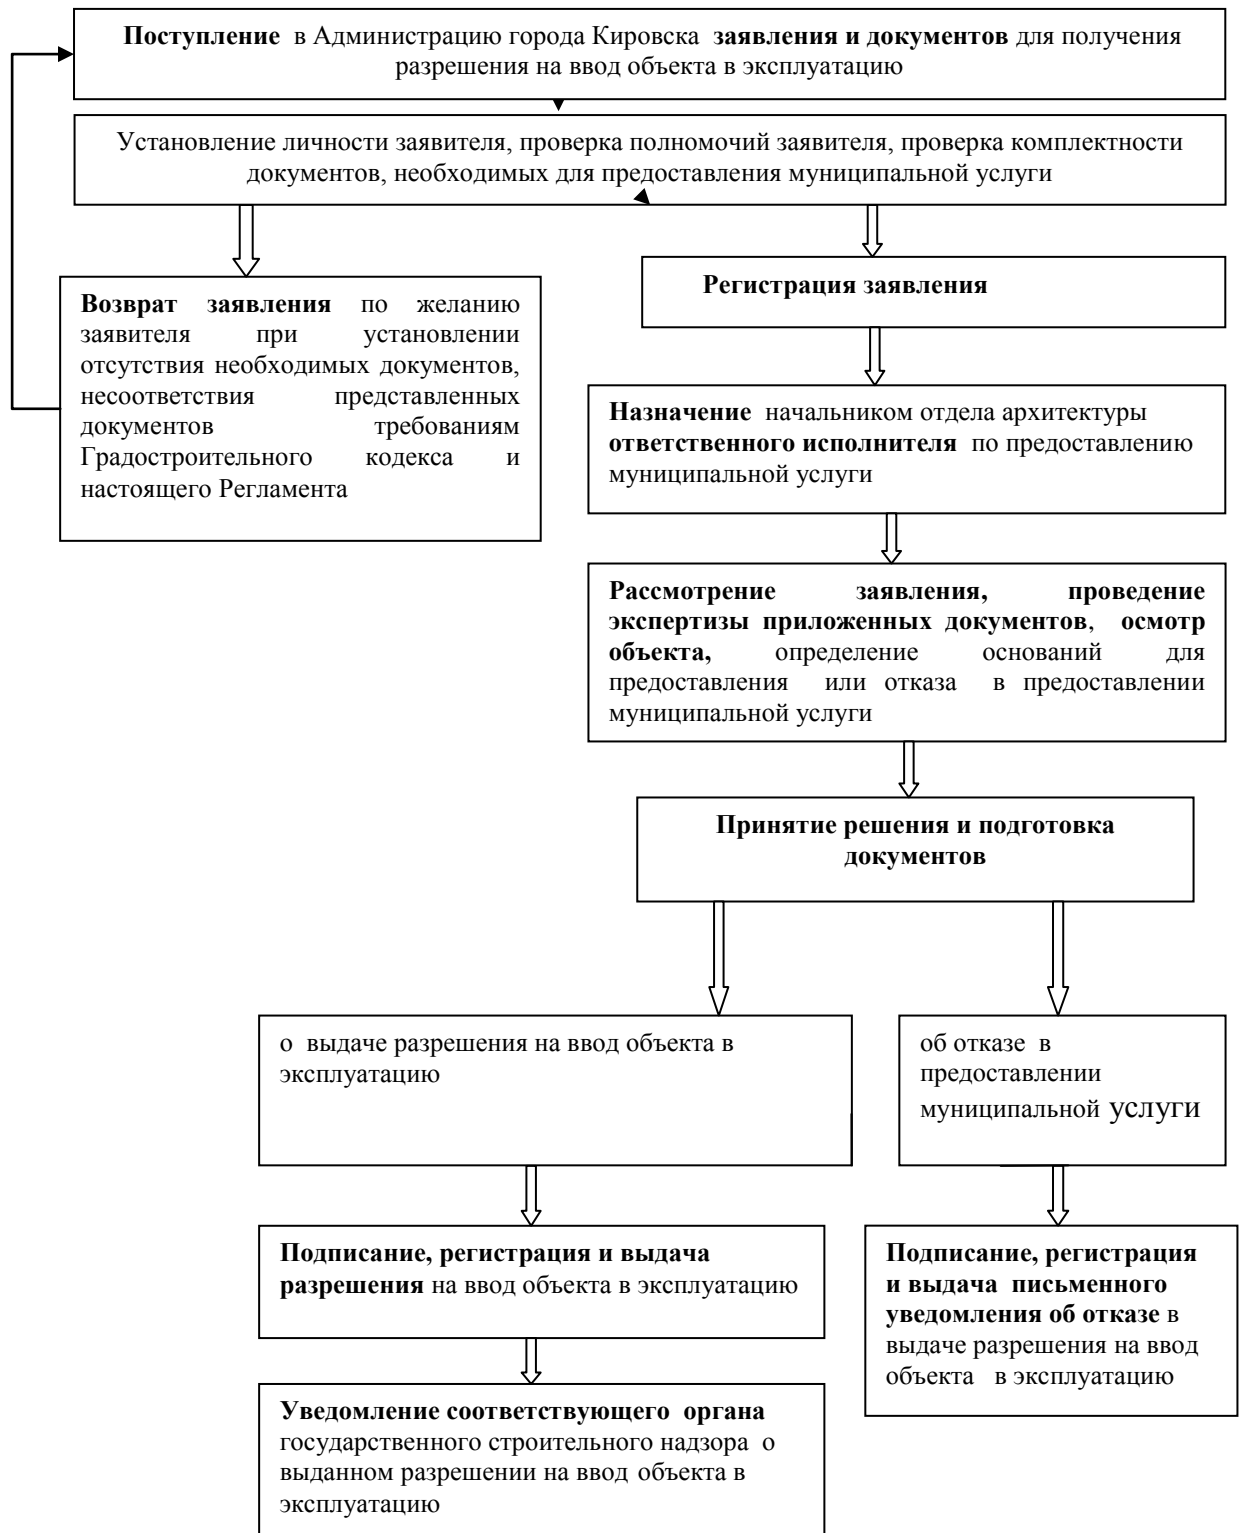 Поступление в Администрацию города Кировска заявления и документов для получения
разрешения на ввод объекта в эксплуатацию
Установление личности заявителя, проверка полномочий заявителя, проверка комплектности
документов, необходимых для предоставления муниципальной услуги
Возврат заявления по желанию
заявителя при установлении
отсутствия необходимых документов,
несоответствия представленных
документов требованиям
Градостроительного кодекса и
настоящего Регламента
Регистрация заявления
Назначение начальником отдела архитектуры
ответственного исполнителя по предоставлению
муниципальной услуги
Рассмотрение заявления, проведение
экспертизы приложенных документов, осмотр
объекта, определение оснований для
предоставления или отказа в предоставлении
муниципальной услуги
Принятие решения и подготовка
документов
о выдаче разрешения на ввод объекта в
эксплуатацию
об отказе в
предоставлении
муниципальной услуги
Подписание, регистрация и выдача
разрешения на ввод объекта в эксплуатацию
Подписание, регистрация
и выдача письменного
уведомления об отказе в
выдаче разрешения на ввод
объекта в эксплуатацию
Уведомление соответствующего органа
государственного строительного надзора о
выданном разрешении на ввод объекта в
эксплуатацию